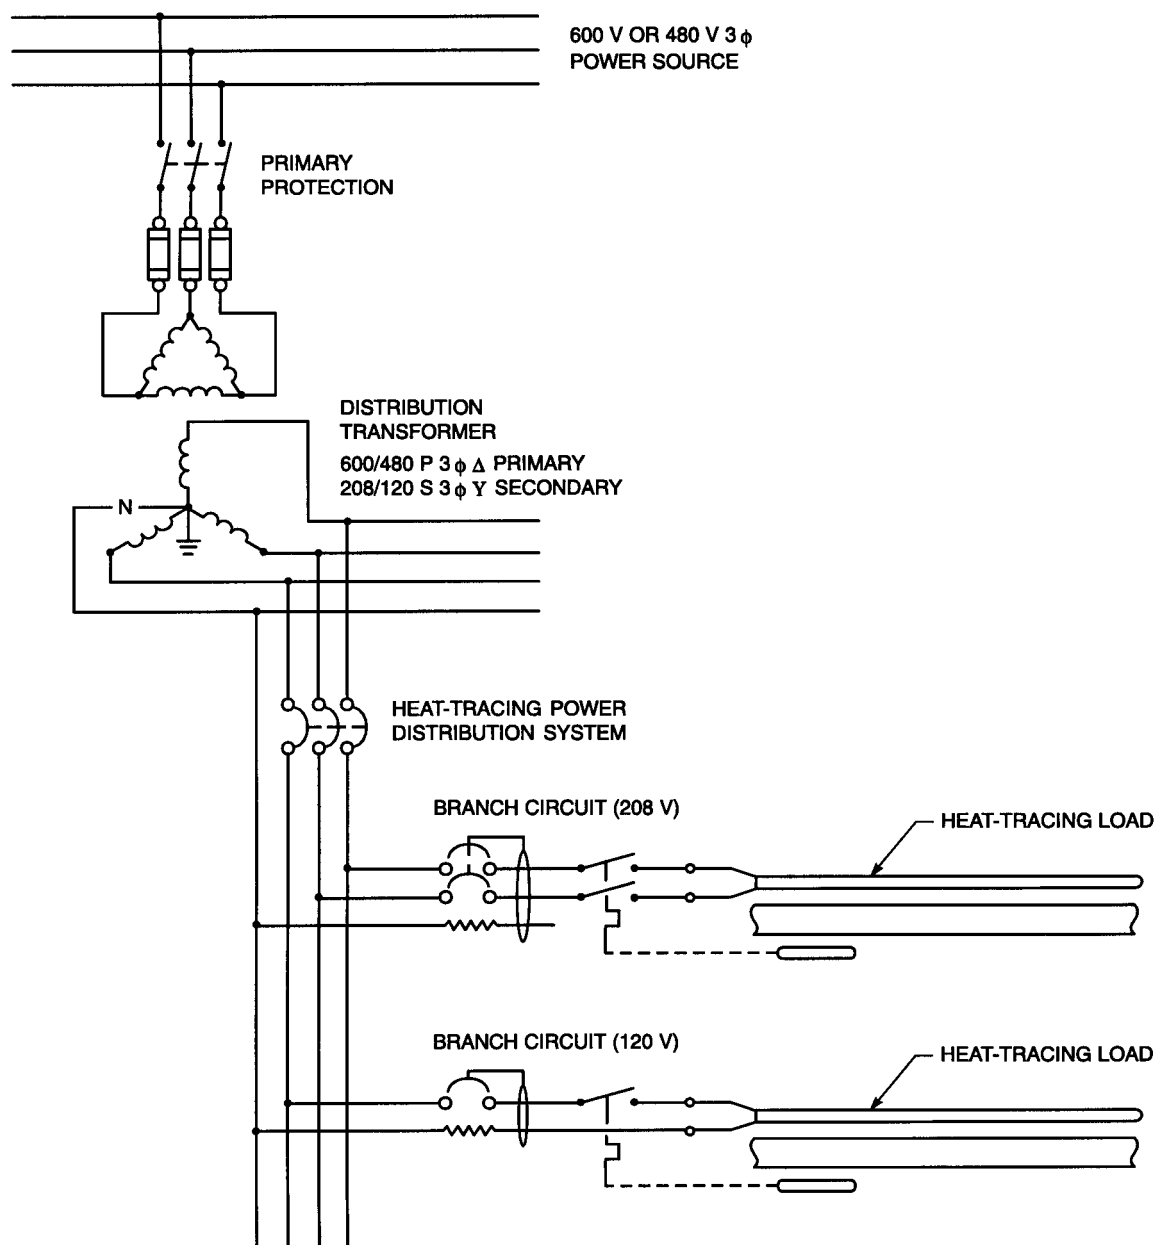 600 V OR 480 V 3 ϕ
POWER SOURCE
PRIMARY
PROTECTION
DISTRIBUTION
TRANSFORMER
600/480 P 3 ϕ Δ PRIMARY
208/120 S 3 ϕ Y SECONDARY
N
HEAT-TRACING POWER
DISTRIBUTION SYSTEM
BRANCH CIRCUIT (208 V)
HEAT-TRACING LOAD
BRANCH CIRCUIT (120 V)
HEAT-TRACING LOAD